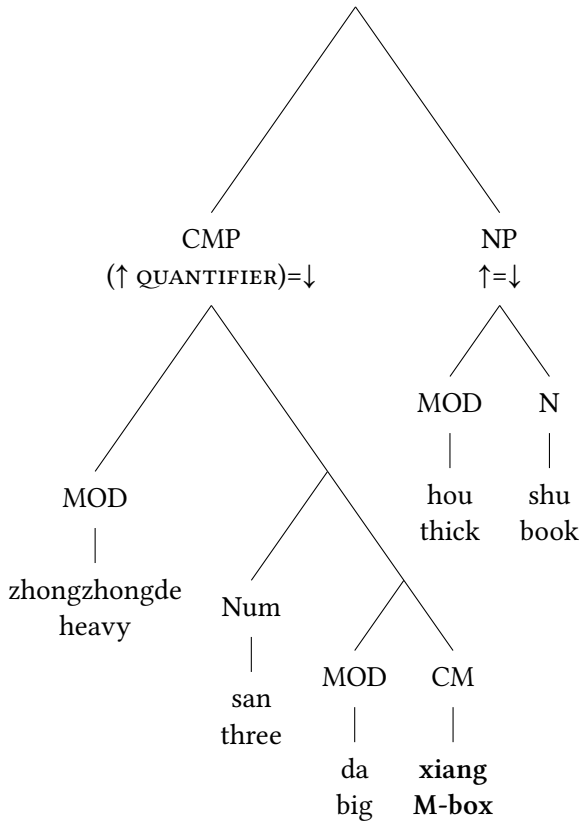 CMP NP
(↑ QUANTIFIER)=↓ ↑=↓
MOD N
hou shu
thick book
MOD
zhongzhongde
heavy
Num
san
three
MOD CM
da xiang
big M-box